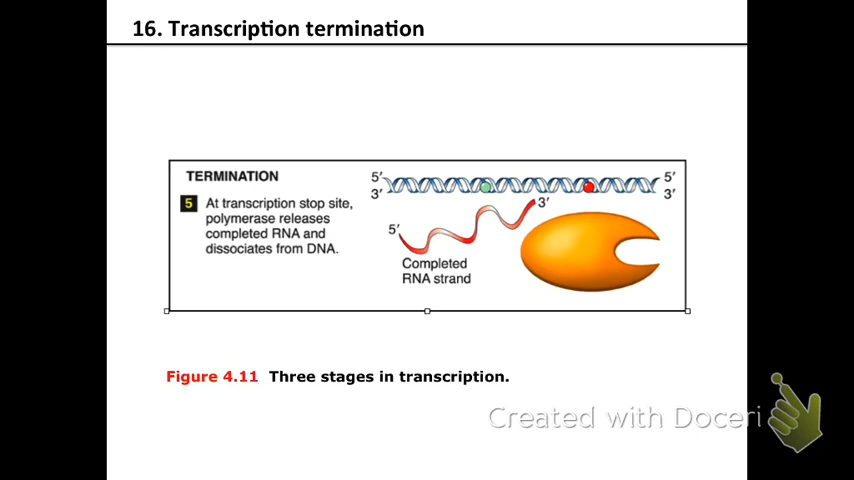 16. Transcription termination
TERMINATION
5 At transcription stop site,
polymerase releases
completed RNA and
dissociates from DNA.
5′ 5′
3′ 3′
3′
5′
Completed
RNA strand
Figure 4.11 Three stages in transcription.
Created with Doceri